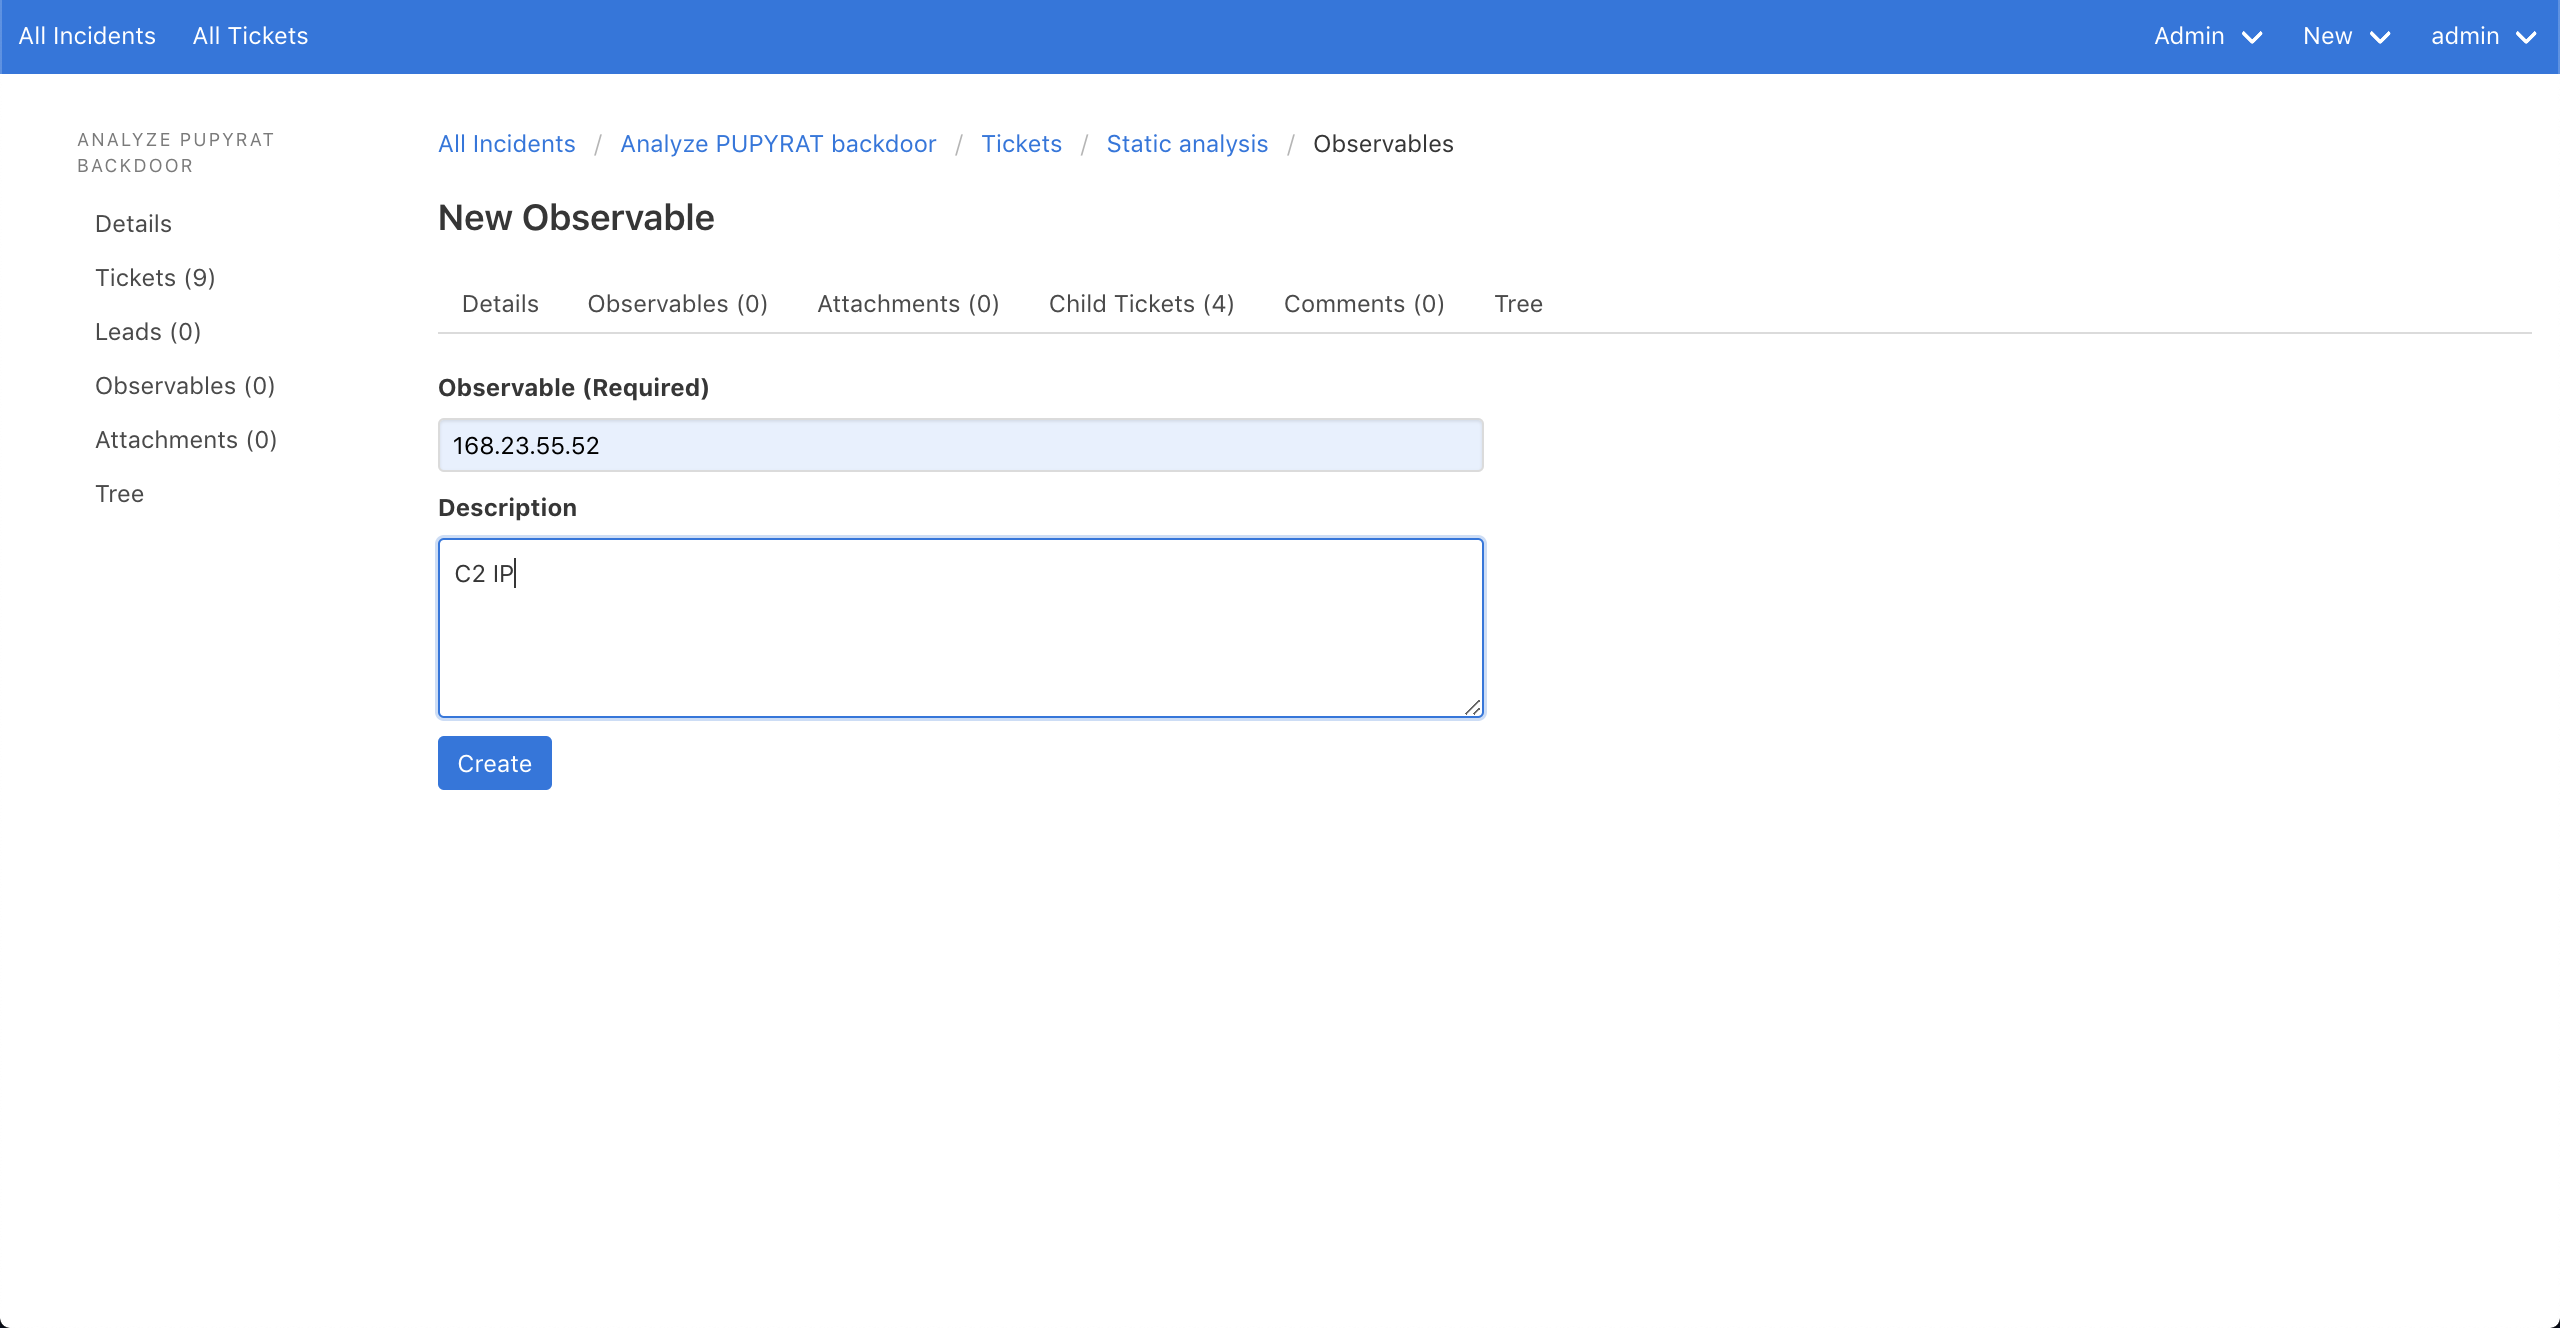 All Incidents All Tickets Admin New admin
ANALYZE PUPYRAT
BACKDOOR
Details
Tickets (9)
Leads (0)
Observables (0)
Attachments (0)
Tree
All Incidents / Analyze PUPYRAT backdoor / Tickets / Static analysis / Observables
New Observable
Details Observables (0) Attachments (0) Child Tickets (4) Comments (0) Tree
Observable (Required)
168.23.55.52
Description
C2 IP
Create